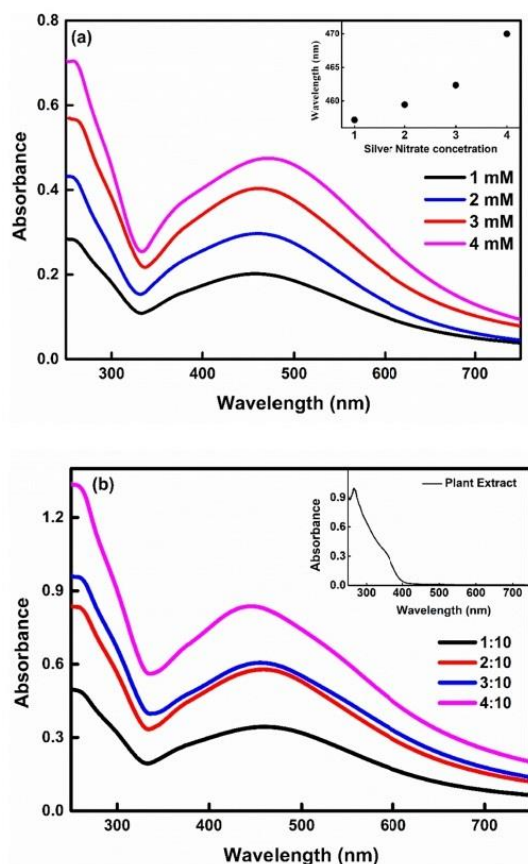 (a)
0.8
0.6
0.4
0.2
0.0
Absorbance
300 400 500 600 700
Wavelength (nm)
470
465
460
Wavelength (nm)
1 2 3 4
Silver Nitrate concetration
1 mM
2 mM
3 mM
4 mM
(b)
1.2
0.9
0.6
0.3
0.0
Absorbance
300 400 500 600 700
Wavelength (nm)
Plant Extract
0.9
0.6
0.3
0.0
Absorbance
300 400 500 600 700
Wavelength (nm)
1:10
2:10
3:10
4:10